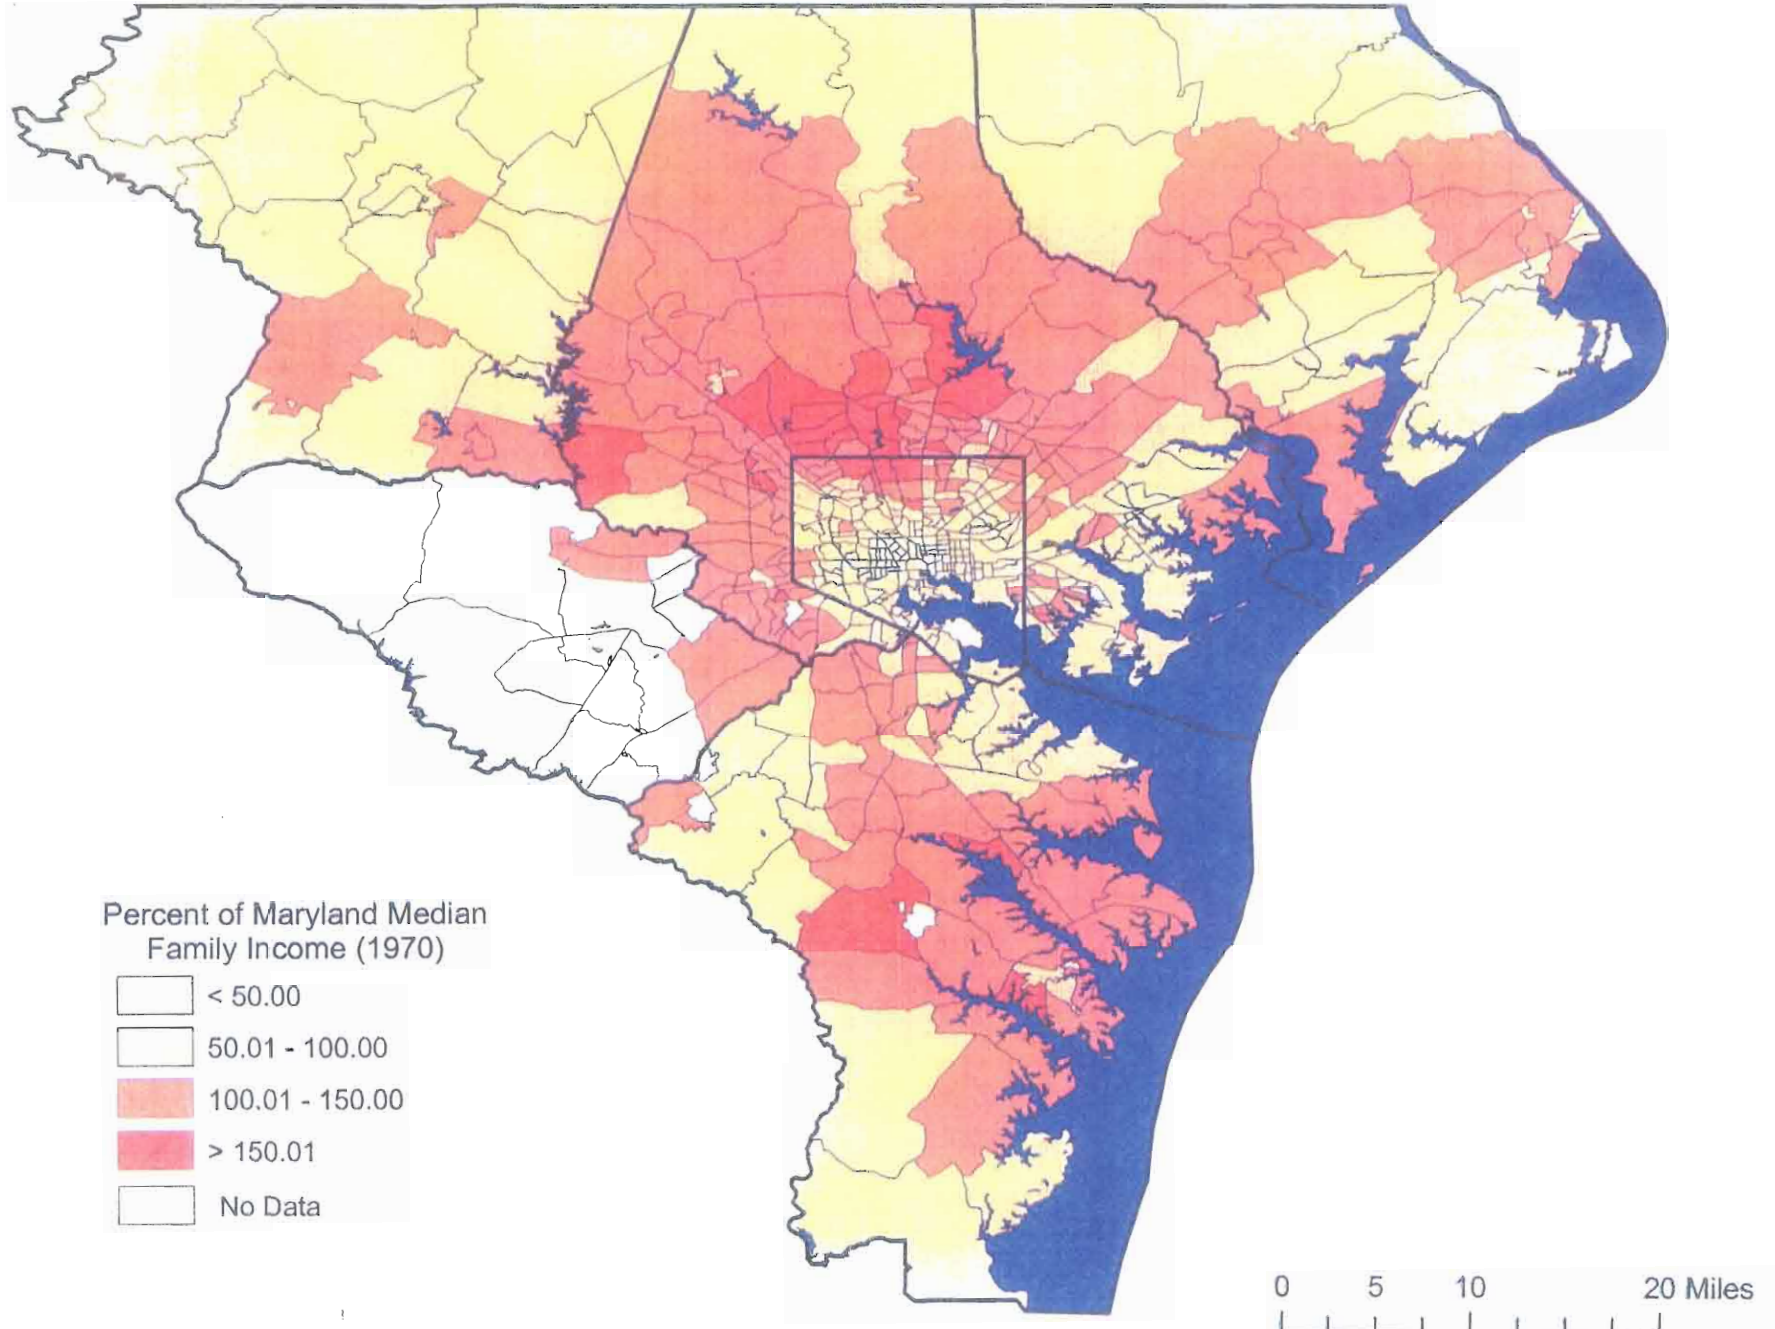 Percent of Maryland Median
Family Income (1970)
< 50.00
50.01 - 100.00
100.01 - 150.00
> 150.01
No Data
0 5 10 20 Miles